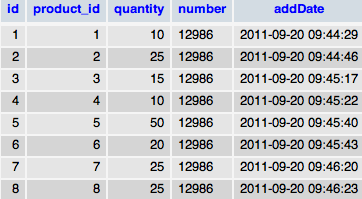 id product_id quantity number addDate
1 1 10 12986 2011-09-20 09:44:29
2 2 25 12986 2011-09-20 09:44:46
3 3 15 12986 2011-09-20 09:45:17
4 4 10 12986 2011-09-20 09:45:22
5 5 50 12986 2011-09-20 09:45:40
6 6 20 12986 2011-09-20 09:45:43
7 7 25 12986 2011-09-20 09:46:20
8 8 25 12986 2011-09-20 09:46:23